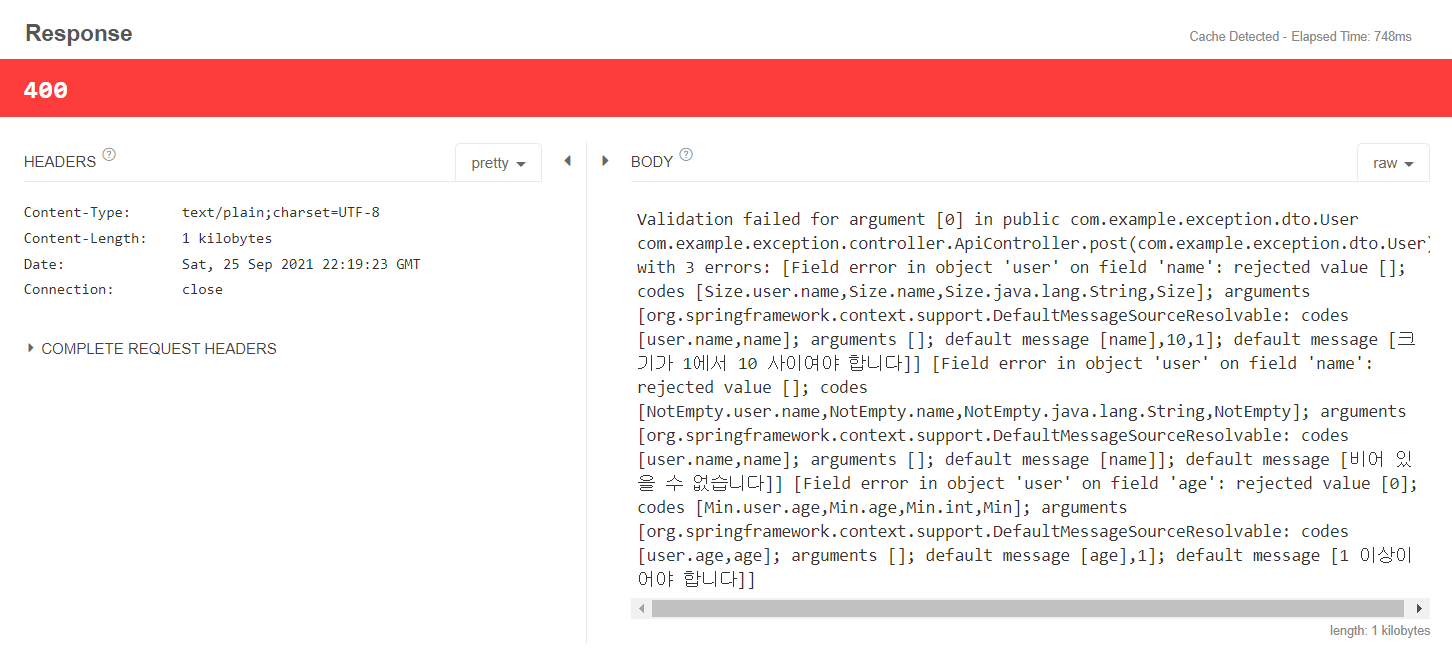 Response
Cache Detected - Elapsed Time: 748ms
400
HEADERS ?
pretty
Content-Type: text/plain;charset=UTF-8
Content-Length: 1 kilobytes
Date: Sat, 25 Sep 2021 22:19:23 GMT
Connection: close
COMPLETE REQUEST HEADERS
BODY ?
raw
Validation failed for argument [0] in public com.example.exception.dto.User
com.example.exception.controller.ApiController.post(com.example.exception.dto.User)
with 3 errors: [Field error in object 'user' on field 'name': rejected value [];
codes [Size.user.name,Size.name,Size.java.lang.String,Size]; arguments
[org.springframework.context.support.DefaultMessageSourceResolvable: codes
[user.name,name]; arguments []; default message [name],10,1]; default message [크
기가 1에서 10 사이여야 합니다]] [Field error in object 'user' on field 'name':
rejected value []; codes
[NotEmpty.user.name,NotEmpty.name,NotEmpty.java.lang.String,NotEmpty]; arguments
[org.springframework.context.support.DefaultMessageSourceResolvable: codes
[user.name,name]; arguments []; default message [name]]; default message [비어 있
을 수 없습니다]] [Field error in object 'user' on field 'age': rejected value [0];
codes [Min.user.age,Min.age,Min.int,Min]; arguments
[org.springframework.context.support.DefaultMessageSourceResolvable: codes
[user.age,age]; arguments []; default message [age],1]; default message [1 이상이
어야 합니다]]
length: 1 kilobytes